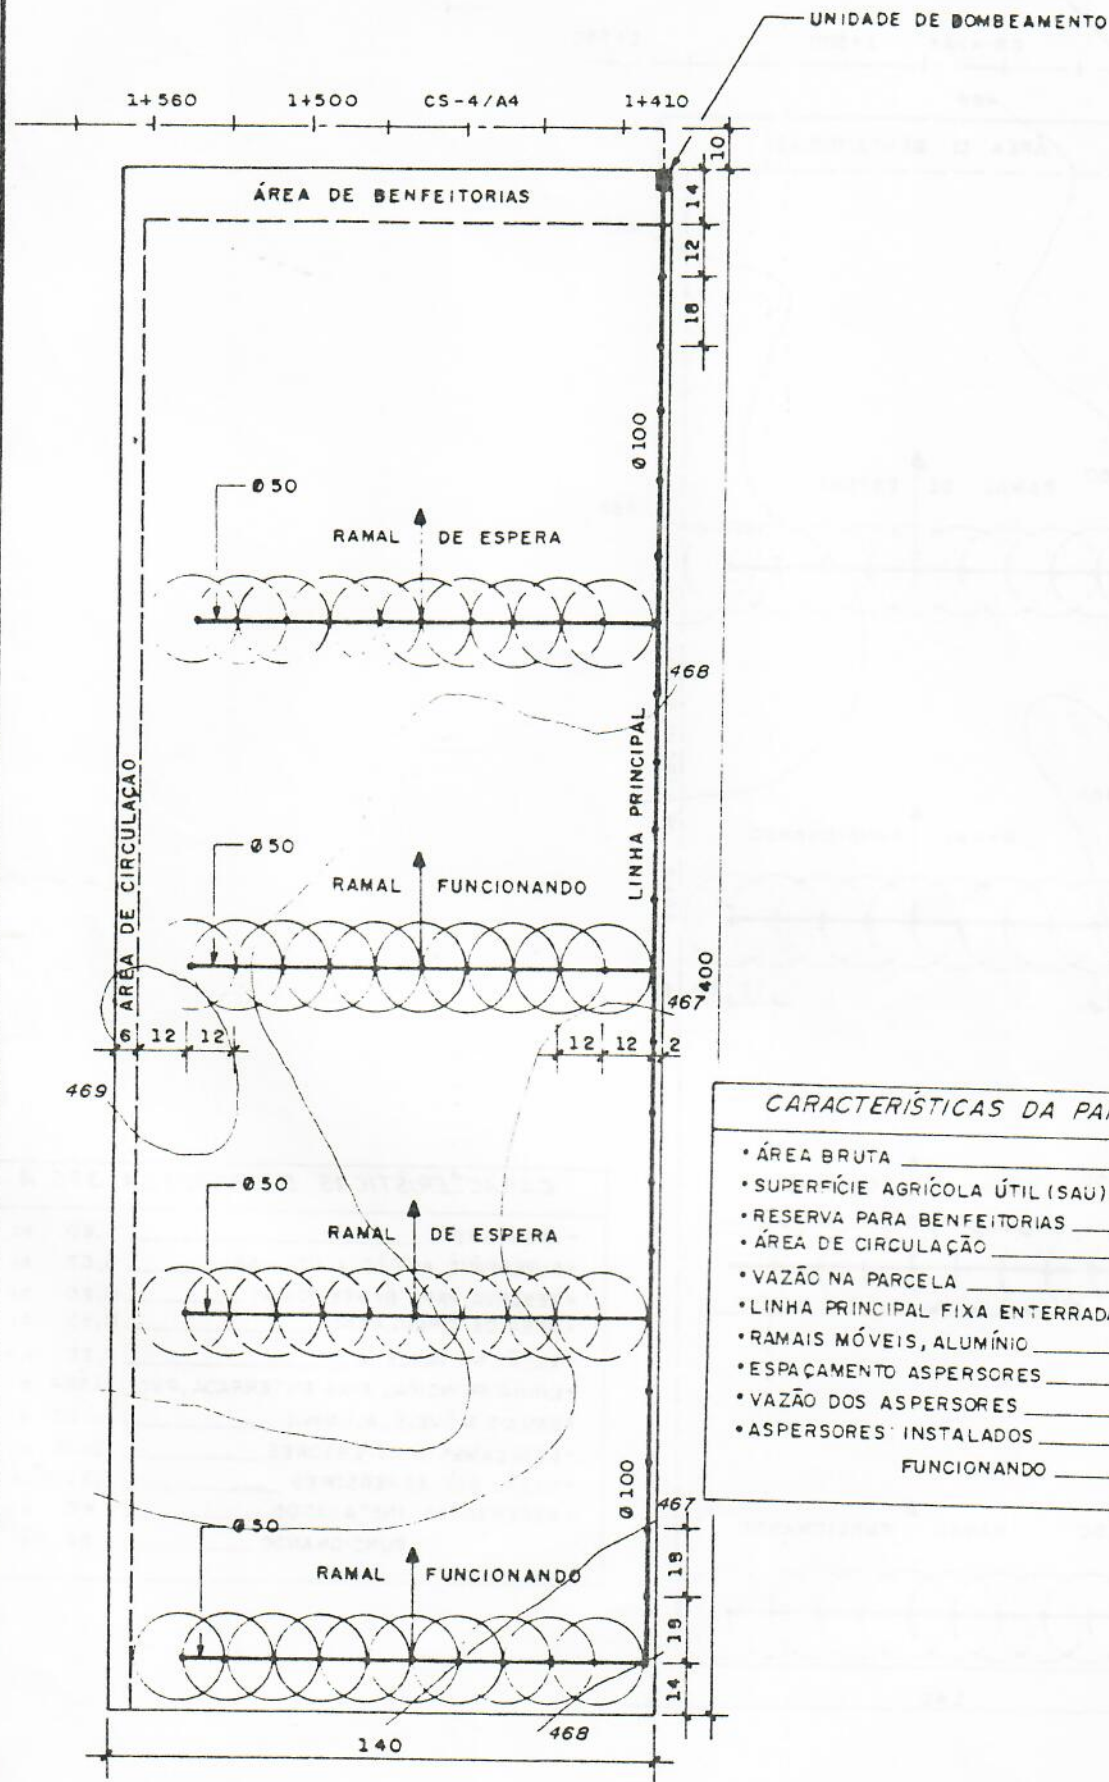 UNIDADE DE BOMBEAMENTO
1+560 1+500 CS-4/A4 1+410
10
ÁREA DE BENFEITORIAS
14
12
18
Ø 100
Ø 50
RAMAL DE ESPERA
468
LINHA PRINCIPAL
ÁREA DE CIRCULAÇAO
Ø 50
RAMAL FUNCIONANDO
400
467
6 12 12 12 12 2
469
CARACTERÍSTICAS DA PA
• ÁREA BRUTA
• SUPERFÍCIE AGRÍCOLA ÚTIL (SAU)
• RESERVA PARA BENFEITORIAS
• ÁREA DE CIRCULAÇÃO
• VAZÃO NA PARCELA
• LINHA PRINCIPAL FIXA ENTERRADA
• RAMAIS MÓVEIS, ALUMÍNIO
• ESPAÇAMENTO ASPERSORES
• VAZÃO DOS ASPERSORES
• ASPERSORES: INSTALADOS
FUNCIONANDO
Ø 50
RAMAL DE ESPERA
Ø 100
467
Ø 50
RAMAL FUNCIONANDO
18
18
14
468
140